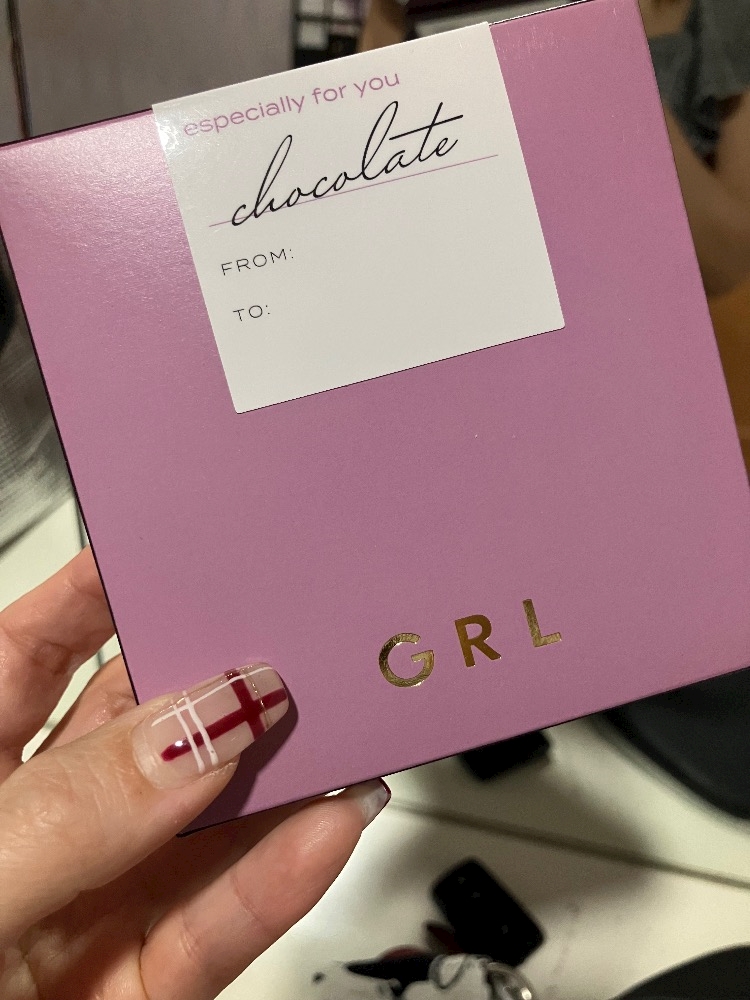 especially for you
chocolate
FROM:
TO:
GRL